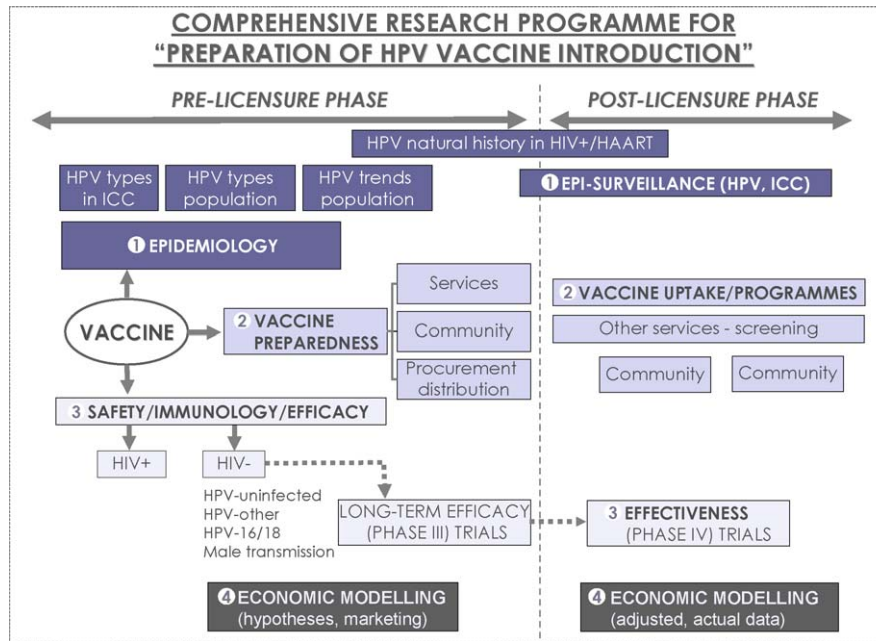 COMPREHENSIVE RESEARCH PROGRAMME FOR
“PREPARATION OF HPV VACCINE INTRODUCTION”
PRE-LICENSURE PHASE
POST-LICENSURE PHASE
HPV natural history in HIV+/HAART
HPV types
in ICC
HPV types
population
HPV trends
population
1 EPI-SURVEILLANCE (HPV, ICC)
1 EPIDEMIOLOGY
VACCINE
2 VACCINE
PREPAREDNESS
Services
Community
Procurement
distribution
2 VACCINE UPTAKE/PROGRAMMES
Other services - screening
Community
Community
3 SAFETY/IMMUNOLOGY/EFFICACY
HIV+
HIV-
HPV-uninfected
HPV-other
HPV-16/18
Male transmission
LONG-TERM EFFICACY
(PHASE III) TRIALS
3 EFFECTIVENESS
(PHASE IV) TRIALS
4 ECONOMIC MODELLING
(hypotheses, marketing)
4 ECONOMIC MODELLING
(adjusted, actual data)